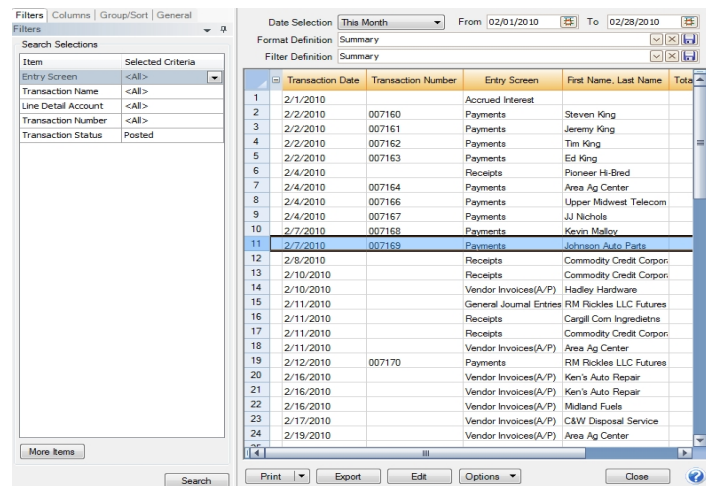 Filters Columns Group/Sort General
Filters
Search Selections
Item Selected Criteria
Entry Screen <All>
Transaction Name <All>
Line Detail Account <All>
Transaction Number <All>
Transaction Status Posted
More Items
Search
Date Selection This Month From 02/01/2010 To 02/28/2010
Format Definition Summary
Filter Definition Summary
Transaction Date Transaction Number Entry Screen First Name, Last Name Tota
1 2/1/2010 Accrued Interest
2 2/2/2010 007160 Payments Steven King
3 2/2/2010 007161 Payments Jeremy King
4 2/2/2010 007162 Payments Tim King
5 2/2/2010 007163 Payments Ed King
6 2/4/2010 Receipts Pioneer Hi-Bred
7 2/4/2010 007164 Payments Area Ag Center
8 2/4/2010 007166 Payments Upper Midwest Telecom
9 2/4/2010 007167 Payments JJ Nichols
10 2/7/2010 007168 Payments Kevin Malloy
11 2/7/2010 007169 Payments Johnson Auto Parts
12 2/8/2010 Receipts Commodity Credit Corpor
13 2/10/2010 Receipts Commodity Credit Corpor
14 2/10/2010 Vendor Invoices(A/P) Hadley Hardware
15 2/11/2010 General Journal Entries RM Rickles LLC Futures
16 2/11/2010 Receipts Cargill Corn Ingredietns
17 2/11/2010 Receipts Commodity Credit Corpor
18 2/11/2010 Vendor Invoices(A/P) Area Ag Center
19 2/12/2010 007170 Payments RM Rickles LLC Futures
20 2/16/2010 Vendor Invoices(A/P) Ken's Auto Repair
21 2/16/2010 Vendor Invoices(A/P) Ken's Auto Repair
22 2/16/2010 Vendor Invoices(A/P) Midland Fuels
23 2/17/2010 Vendor Invoices(A/P) C&W Disposal Service
24 2/19/2010 Vendor Invoices(A/P) Area Ag Center
Print Export Edit Options Close